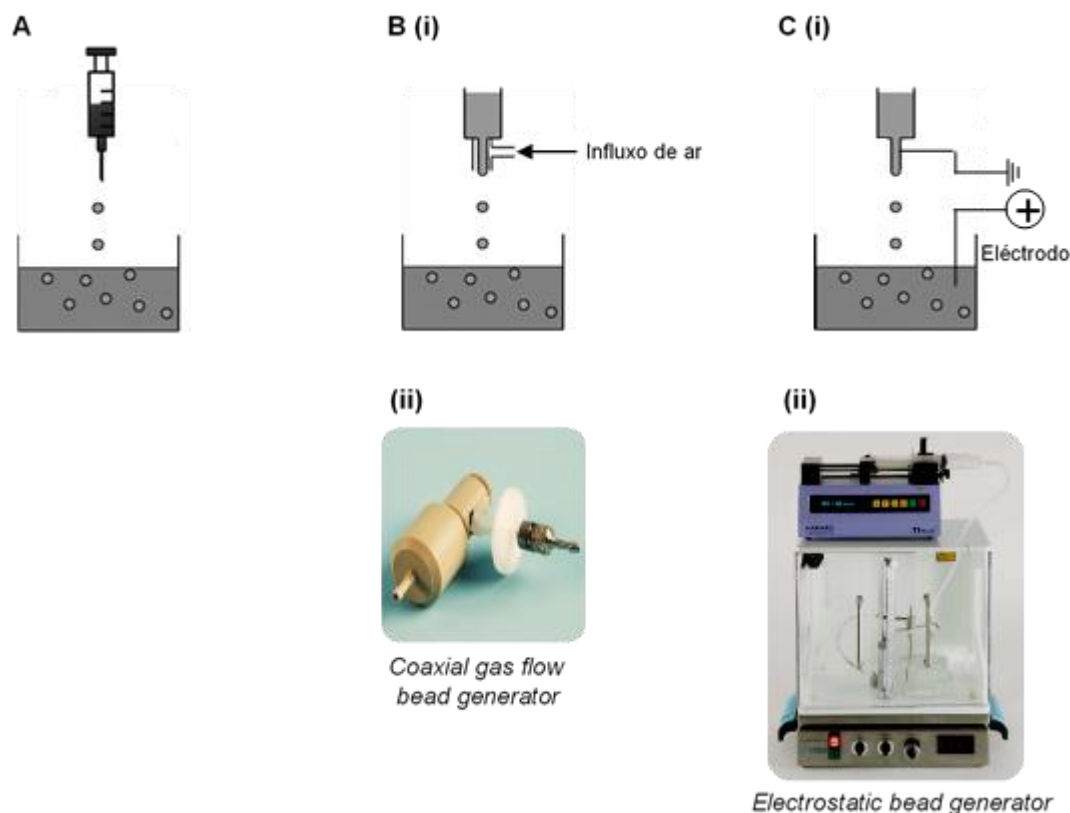 A
B (i)
C (i)
Influxo de ar
+
Eléctrodo
(ii)
(ii)
Coaxial gas flow
bead generator
Electrostatic bead generator